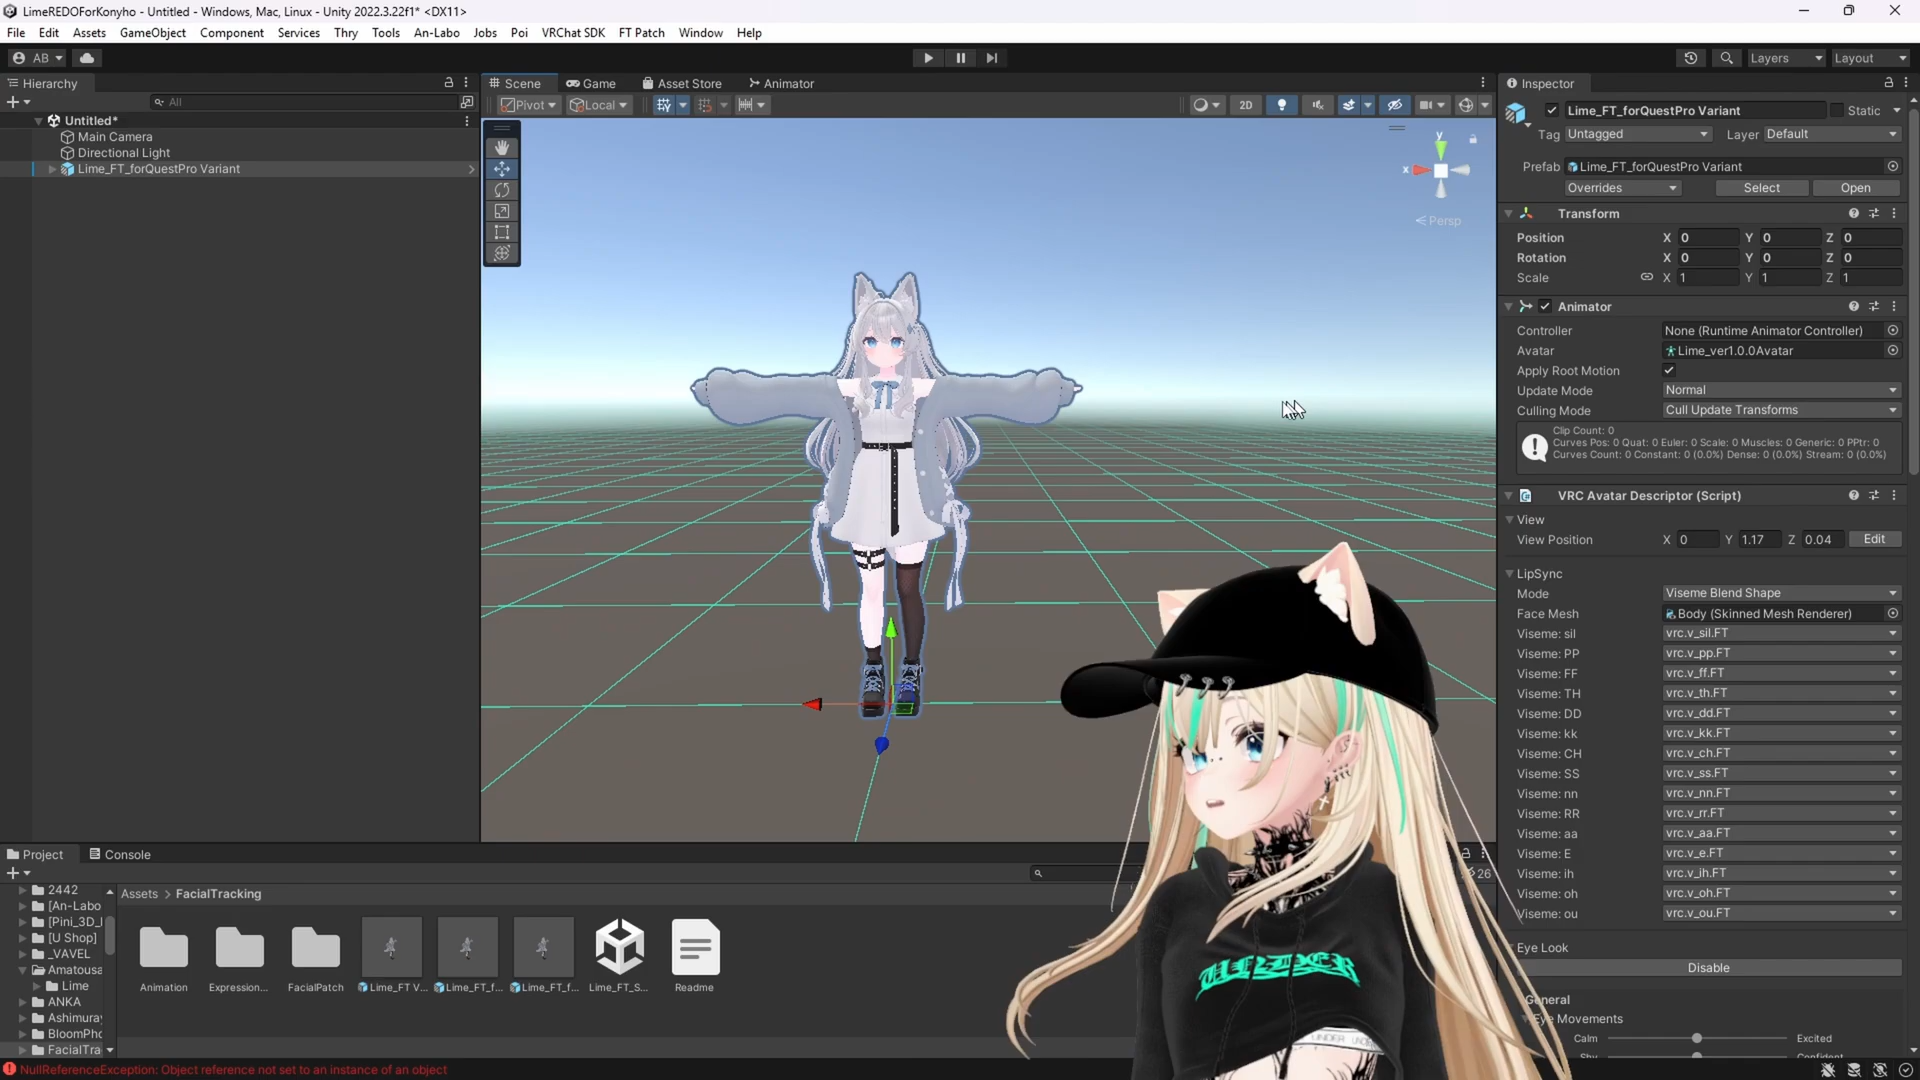 LimeREDOForKonyho - Untitled - Windows, Mac, Linux - Unity 2022.3.22f1* <DX11>
File Edit Assets GameObject Component Services Thry Tools An-Labo Jobs Poi VRChat SDK FT Patch Window Help
AB Layers Layout
Hierarchy
All
Untitled*
Main Camera
Directional Light
Lime_FT_forQuestPro Variant
Scene Game Asset Store Animator
Pivot Local 2D
y
x
Persp
Inspector
Lime_FT_forQuestPro Variant Static
Tag Untagged Layer Default
Prefab Lime_FT_forQuestPro Variant
Overrides Select Open
Transform
Position X 0 Y 0 Z 0
Rotation X 0 Y 0 Z 0
Scale X 1 Y 1 Z 1
Animator
Controller None (Runtime Animator Controller)
Avatar Lime_ver1.0.0Avatar
Apply Root Motion
Update Mode Normal
Culling Mode Cull Update Transforms
Clip Count: 0
Curves Pos: 0 Quat: 0 Euler: 0 Scale: 0 Muscles: 0 Generic: 0 PPtr: 0
Curves Count: 0 Constant: 0 (0.0%) Dense: 0 (0.0%) Stream: 0 (0.0%)
VRC Avatar Descriptor (Script)
View
View Position X 0 Y 1.17 Z 0.04 Edit
LipSync
Mode Viseme Blend Shape
Face Mesh Body (Skinned Mesh Renderer)
Viseme: sil vrc.v_sil.FT
Viseme: PP vrc.v_pp.FT
Viseme: FF vrc.v_ff.FT
Viseme: TH vrc.v_th.FT
Viseme: DD vrc.v_dd.FT
Viseme: kk vrc.v_kk.FT
Viseme: CH vrc.v_ch.FT
Viseme: SS vrc.v_ss.FT
Viseme: nn vrc.v_nn.FT
Viseme: RR vrc.v_rr.FT
Viseme: aa vrc.v_aa.FT
Viseme: E vrc.v_e.FT
Viseme: ih vrc.v_ih.FT
Viseme: oh vrc.v_oh.FT
Viseme: ou vrc.v_ou.FT
Eye Look
Disable
General
Eye Movements
Calm Excited
Project Console
26
2442
[An-Labo
[Pini_3D_
[U Shop]
_VAVEL
Amatousa
Lime
ANKA
Ashimuray
BloomPho
FacialTra
Assets > FacialTracking
Animation Expression... FacialPatch Lime_FT V... Lime_FT_f... Lime_FT_f... Lime_FT_S... Readme
NullReferenceException: Object reference not set to an instance of an object